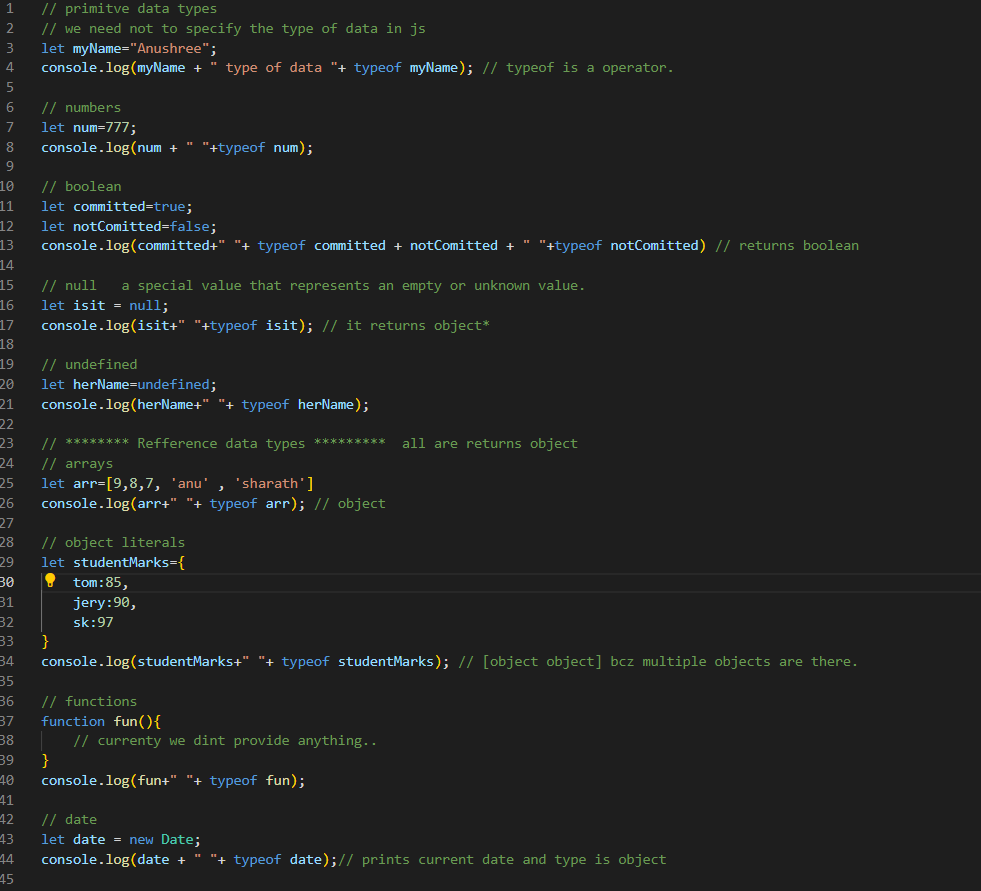 1 // primitve data types
2 // we need not to specify the type of data in js
3 let myName="Anushree";
4 console.log(myName + " type of data "+ typeof myName); // typeof is a operator.
5
6 // numbers
7 let num=777;
8 console.log(num + " "+typeof num);
9
10 // boolean
11 let committed=true;
12 let notComitted=false;
13 console.log(committed+" "+ typeof committed + notComitted + " "+typeof notComitted) // returns boolean
14
15 // null   a special value that represents an empty or unknown value.
16 let isit = null;
17 console.log(isit+" "+typeof isit); // it returns object*
18
19 // undefined
20 let herName=undefined;
21 console.log(herName+" "+ typeof herName);
22
23 // ******** Refference data types *********  all are returns object
24 // arrays
25 let arr=[9,8,7, 'anu' , 'sharath']
26 console.log(arr+" "+ typeof arr); // object
27
28 // object literals
29 let studentMarks={
30     tom:85,
31     jery:90,
32     sk:97
33 }
34 console.log(studentMarks+" "+ typeof studentMarks); // [object object] bcz multiple objects are there.
35
36 // functions
37 function fun(){
38     // currenty we dint provide anything..
39 }
40 console.log(fun+" "+ typeof fun);
41
42 // date
43 let date = new Date;
44 console.log(date + " "+ typeof date);// prints current date and type is object
45